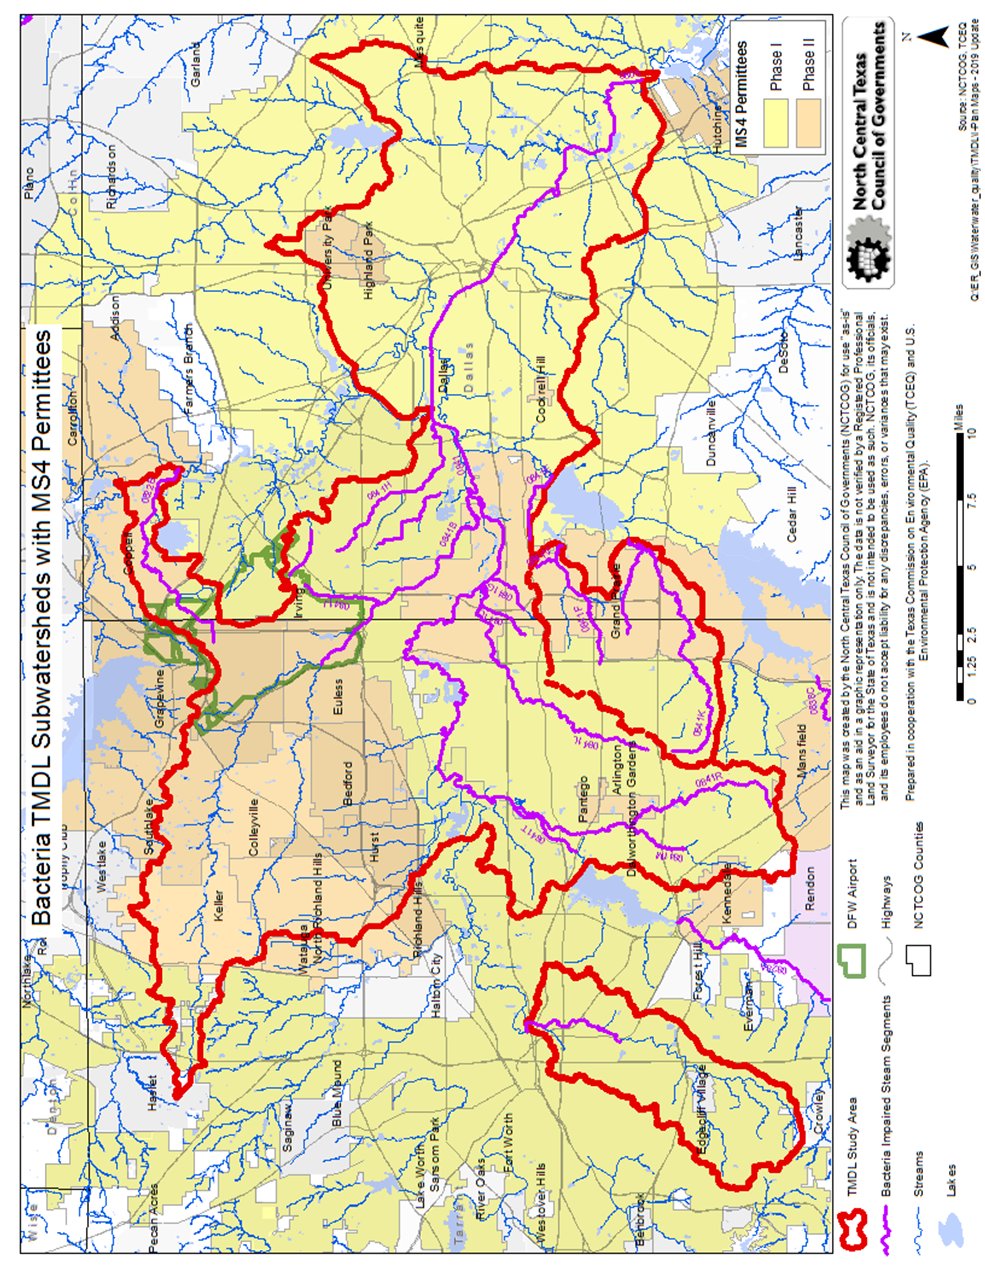 Bacteria TMDL Subwatersheds with MS4 Permittees
Wise
Denton
Collin
Tarrant
Dallas
Northlake
Westlake
Southlake
Grapevine
Coppell
Carrollton
Addison
Farmers Branch
Richardson
Plano
Garland
Mesquite
Pecan Acres
Haslet
Saginaw
Blue Mound
Keller
Watauga
North Richland Hills
Colleyville
Bedford
Hurst
Euless
Irving
University Park
Highland Park
Dallas
Richland Hills
Haltom City
Lake Worth
Sansom Park
River Oaks
Fort Worth
Westover Hills
Benbrook
Edgecliff Village
Forest Hill
Everman
Crowley
Kennedale
Rendon
Pantego
Arlington
Dalworthington Gardens
Mansfield
Grand Prairie
Cockrell Hill
Duncanville
Cedar Hill
DeSoto
Lancaster
Hutchins
0841H
0841R
0841K
0841T
MS4 Permittees
Phase I
Phase II
TMDL Study Area
Bacteria Impaired Steam Segments
Streams
Lakes
DFW Airport
Highways
NCTCOG Counties
This map was created by the North Central Texas Council of Governments (NCTCOG) for use "as-is"
and as an aid in a graphic representation only. The data is not verified by a Registered Professional
Land Surveyor for the State of Texas and is not intended to be used as such. NCTCOG, its officials,
and its employees do not accept liability for any discrepancies, errors, or variances that may exist.
Prepared in cooperation with the Texas Commission on Environmental Quality (TCEQ) and U.S.
Environmental Protection Agency (EPA).
0 1.25 2.5 5 7.5 10
Miles
North Central Texas
Council of Governments
N
Source: NCTCOG, TCEQ